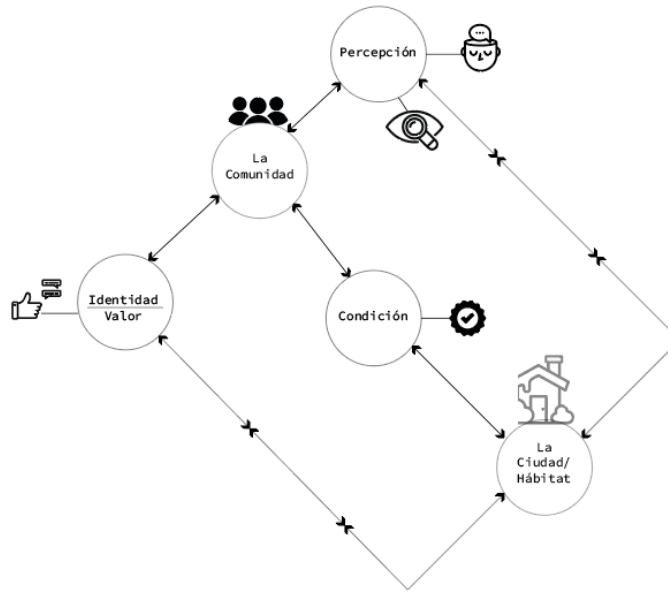 Percepción
La
Comunidad
Identidad
Valor
Condición
La
Ciudad/
Hábitat